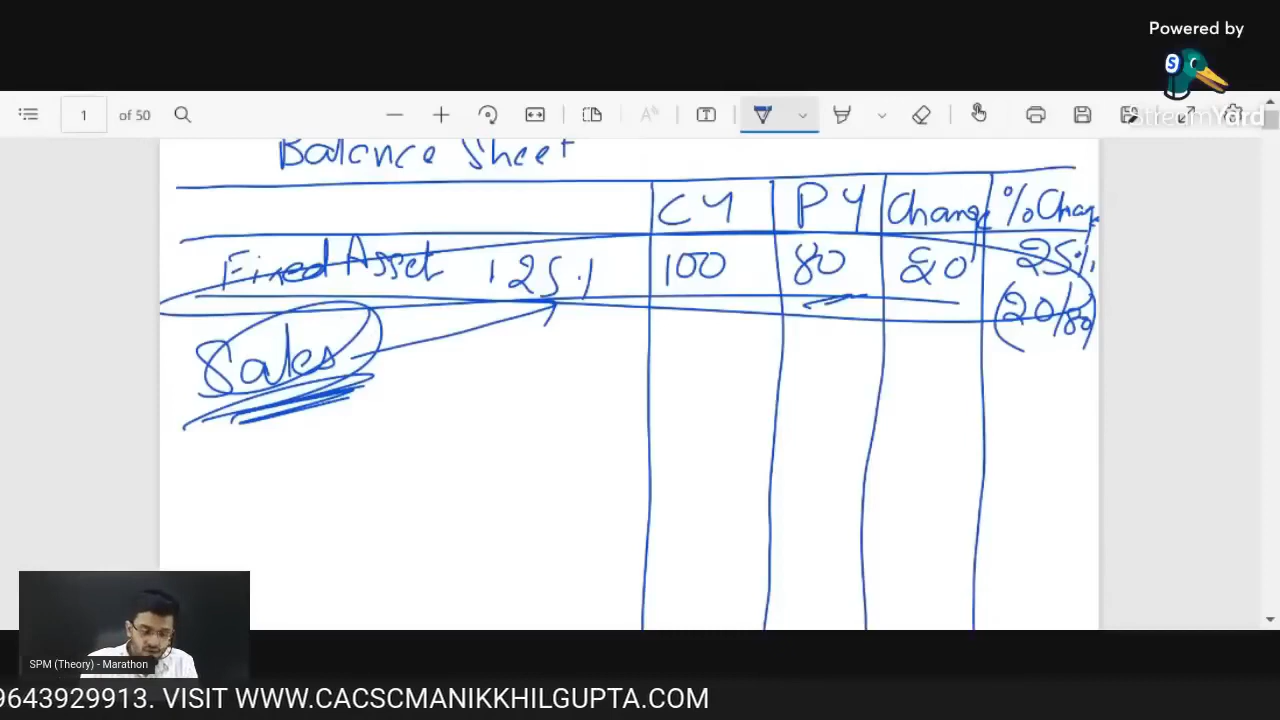 Powered by
S
StreamYard
1 of 50
Balance Sheet
CY PY Change % Chang
Fixed Asset 125% 100 80 20 25%
(20/80)
Sales
SPM (Theory) - Marathon
9643929913. VISIT WWW.CACSCMANIKKHILGUPTA.COM